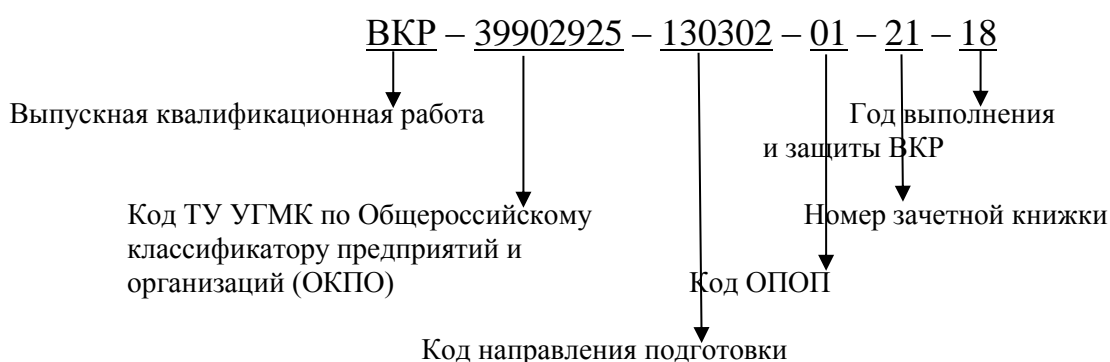 ВКР – 39902925 – 130302 – 01 – 21 – 18
Выпускная квалификационная работа
Год выполнения
и защиты ВКР
Код ТУ УГМК по Общероссийскому
классификатору предприятий и
организаций (ОКПО)
Номер зачетной книжки
Код ОПОП
Код направления подготовки